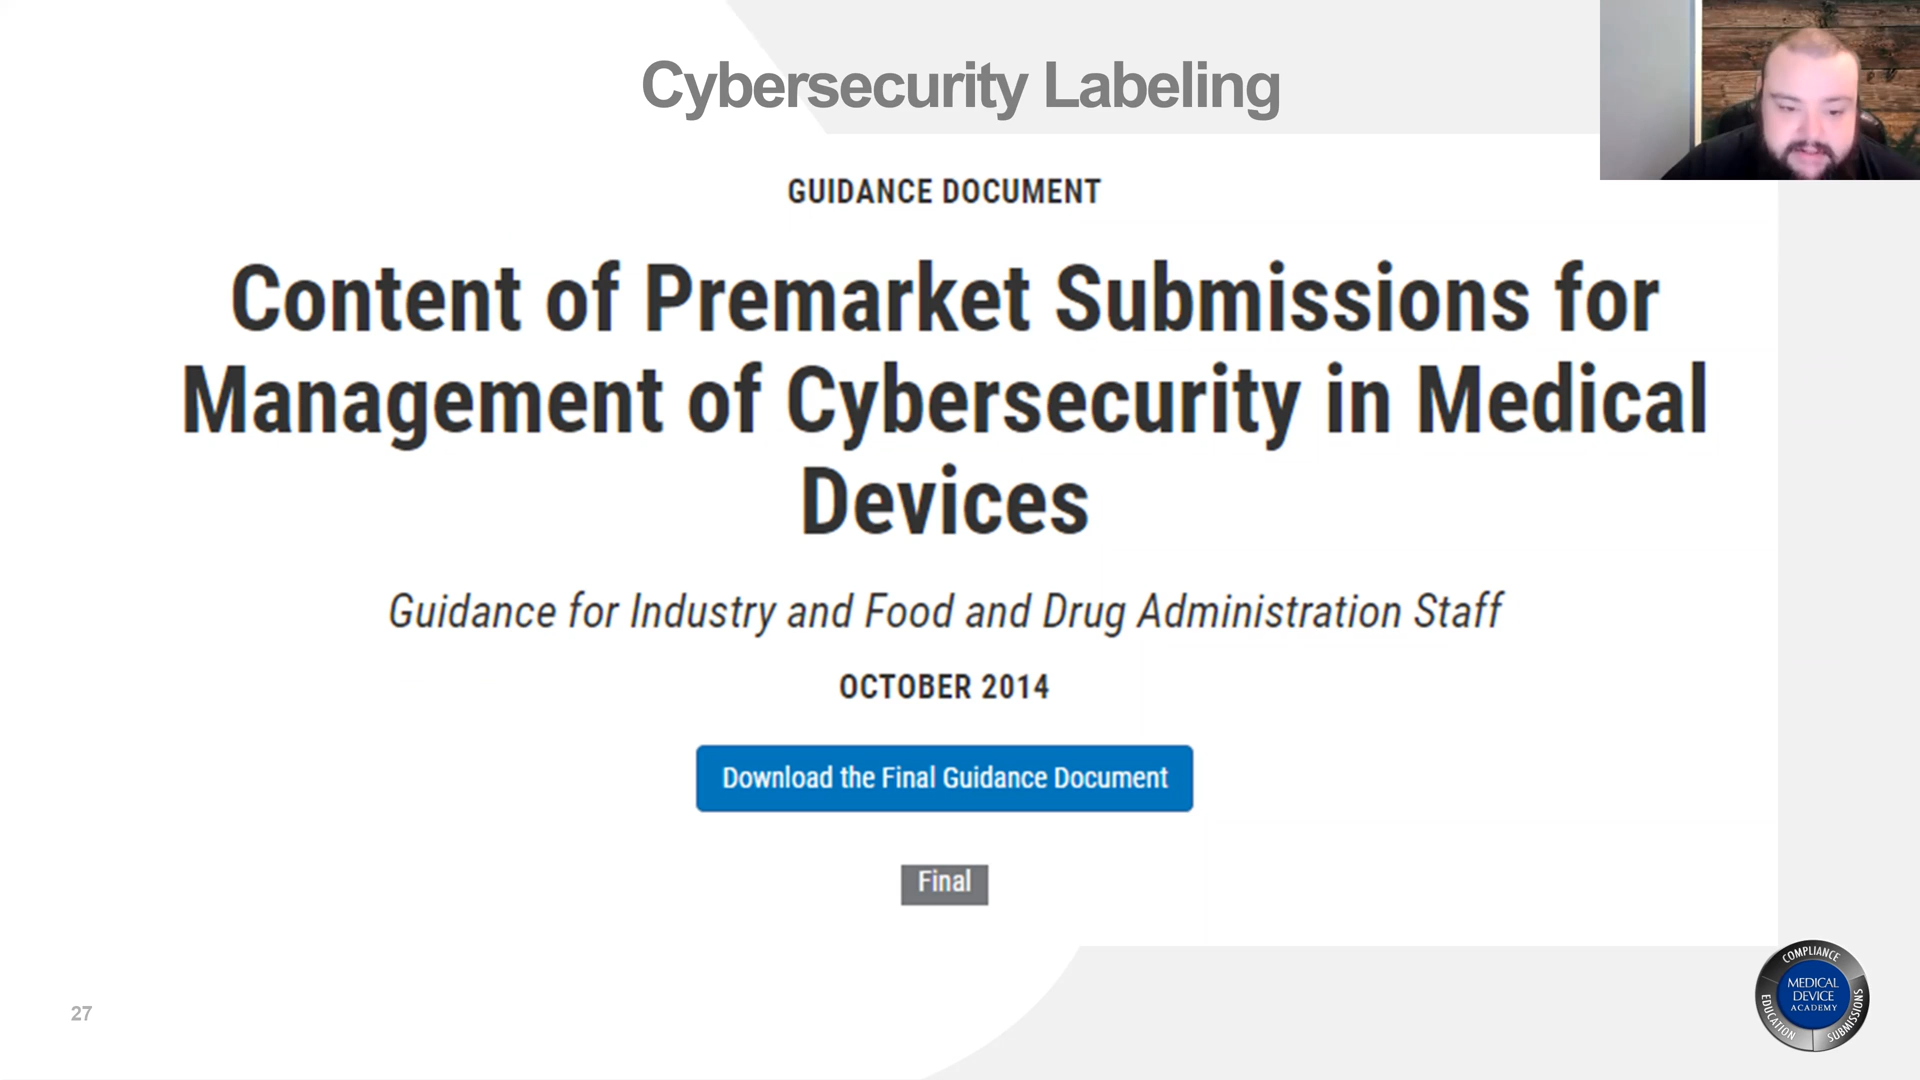 Cybersecurity Labeling
GUIDANCE DOCUMENT
Content of Premarket Submissions for
Management of Cybersecurity in Medical
Devices
Guidance for Industry and Food and Drug Administration Staff
OCTOBER 2014
Download the Final Guidance Document
Final
27
COMPLIANCE
MEDICAL
DEVICE
ACADEMY
EDUCATION
SUBMISSIONS